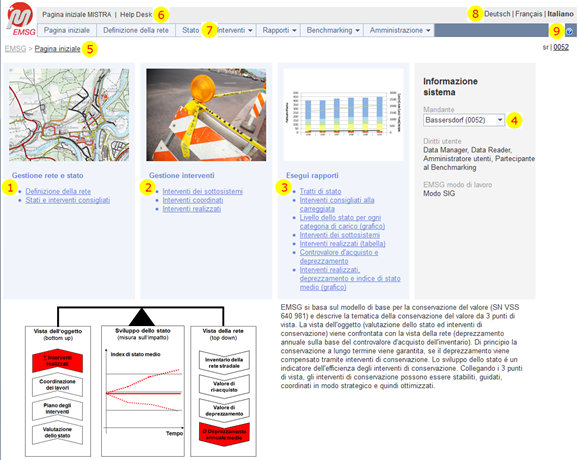 Pagina iniziale MISTRA | Help Desk 6
8 Deutsch | Français | Italiano
EMSG
Pagina iniziale Definizione della rete Stato 7 Interventi Rapporti Benchmarking Amministrazione 9 ?
EMSG > Pagina iniziale 5
sr | 0052
Gestione rete e stato
1
Definizione della rete
Stati e interventi consigliati
Gestione interventi
2
Interventi dei sottosistemi
Interventi coordinati
Interventi realizzati
Esegui rapporti
3
Tratti di stato
Interventi consigliati alla
carreggiata
Livello dello stato per ogni
categoria di carico (grafico)
Interventi dei sottosistemi
Interventi realizzati (tabella)
Controvalore d'acquisto e
deprezzamento
Interventi realizzati,
deprezzamento e indice di stato
medio (grafico)
Informazione
sistema
Mandante
Bassersdorf (0052) 4
Diritti utente
Data Manager, Data Reader,
Amministratore utenti, Partecipante
al Benchmarking
EMSG modo di lavoro
Modo SIG
Vista dell'oggetto
(bottom up)
Σ Interventi
realizzati
Coordinazione
dei lavori
Piano degli
interventi
Valutazione
dello stato
Sviluppo dello stato
(misura sull'impatto)
Index di stato medio
Tempo
Vista della rete
(top down)
Inventario della
rete stradale
Valore di
ri-acquisto
Valore di
deprezzamento
Ø Deprezzamento
annuale medio
EMSG si basa sul modello di base per la conservazione del valore (SN VSS
640 981) e descrive la tematica della conservazione del valore da 3 punti di
vista. La vista dell'oggetto (valutazione dello stato ed interventi di
conservazione) viene confrontata con la vista della rete (deprezzamento
annuale sulla base del controvalore d'acquisto dell'inventario). Di principio la
conservazione a lungo termine viene garantita, se il deprezzamento viene
compensato tramite interventi di conservazione. Lo sviluppo dello stato è un
indicatore dell'efficienza degli interventi di conservazione. Collegando i 3 punti
di vista, gli interventi di conservazione possono essere stabiliti, guidati,
coordinati in modo strategico e quindi ottimizzati.